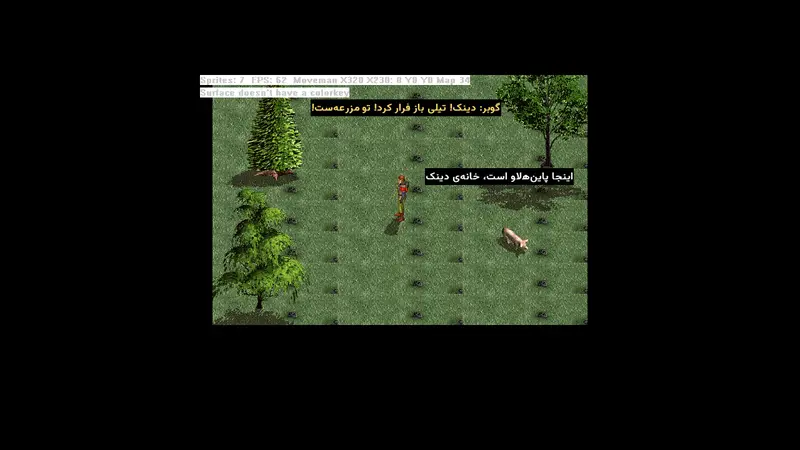 Sprites: 7 FPS: 62 Moveman X320 X230: 0 Y0 Y0 Map 34
Surface doesn't have a colorkey
گوبر: دینک! تیلی باز فرار کرد! تو مزرعه‌ست!
اینجا پاین‌هلاو است، خانه‌ی دینک